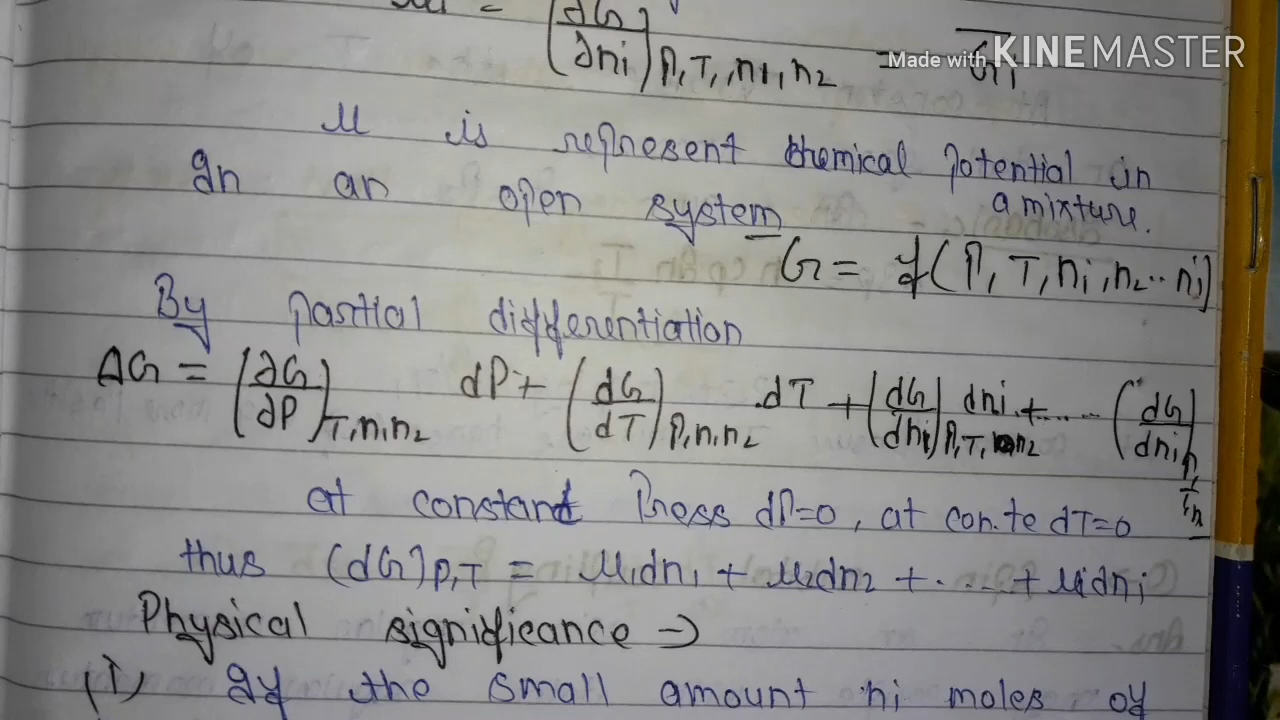 = (∂G/∂ni) P,T,n1,n2 = Ḡi
Made with KINEMASTER
μ is represent chemical potential in
In an open system a mixture.
G = f(P, T, ni, n2.. ni)
By partial differentiation
ΔG = (∂G/∂P) T,n,n2 dP + (dG/dT) P,n,n2 .dT + (dG/dni) P,T,n2 dni + .... (dG/dni) P,T,n
at constant Press dP=0, at con.te dT=0
thus (dG)P,T = μ1dn1 + μ2dn2 + ..... + μidni
Physical significance →
(I) If the small amount ni moles of